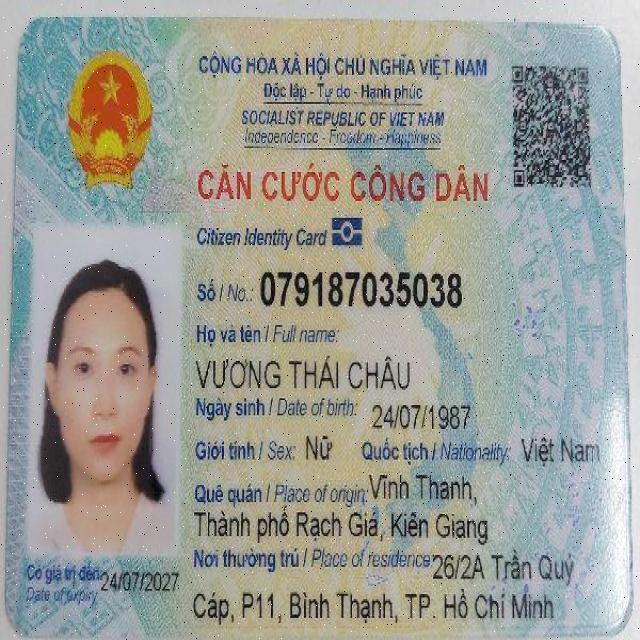 CỘNG HÒA XÃ HỘI CHỦ NGHĨA VIỆT NAM
Độc lập - Tự do - Hạnh phúc
SOCIALIST REPUBLIC OF VIET NAM
Independence - Freedom - Happiness
CĂN CƯỚC CÔNG DÂN
Citizen Identity Card
Số / No.: 079187035038
Họ và tên / Full name:
VƯƠNG THÁI CHÂU
Ngày sinh / Date of birth: 24/07/1987
Giới tính / Sex: Nữ Quốc tịch / Nationality: Việt Nam
Quê quán / Place of origin: Vĩnh Thanh,
Thành phố Rạch Giá, Kiên Giang
Nơi thường trú / Place of residence: 26/2A Trần Quý
Cáp, P11, Bình Thạnh, TP. Hồ Chí Minh
Có giá trị đến: 24/07/2027
Date of expiry